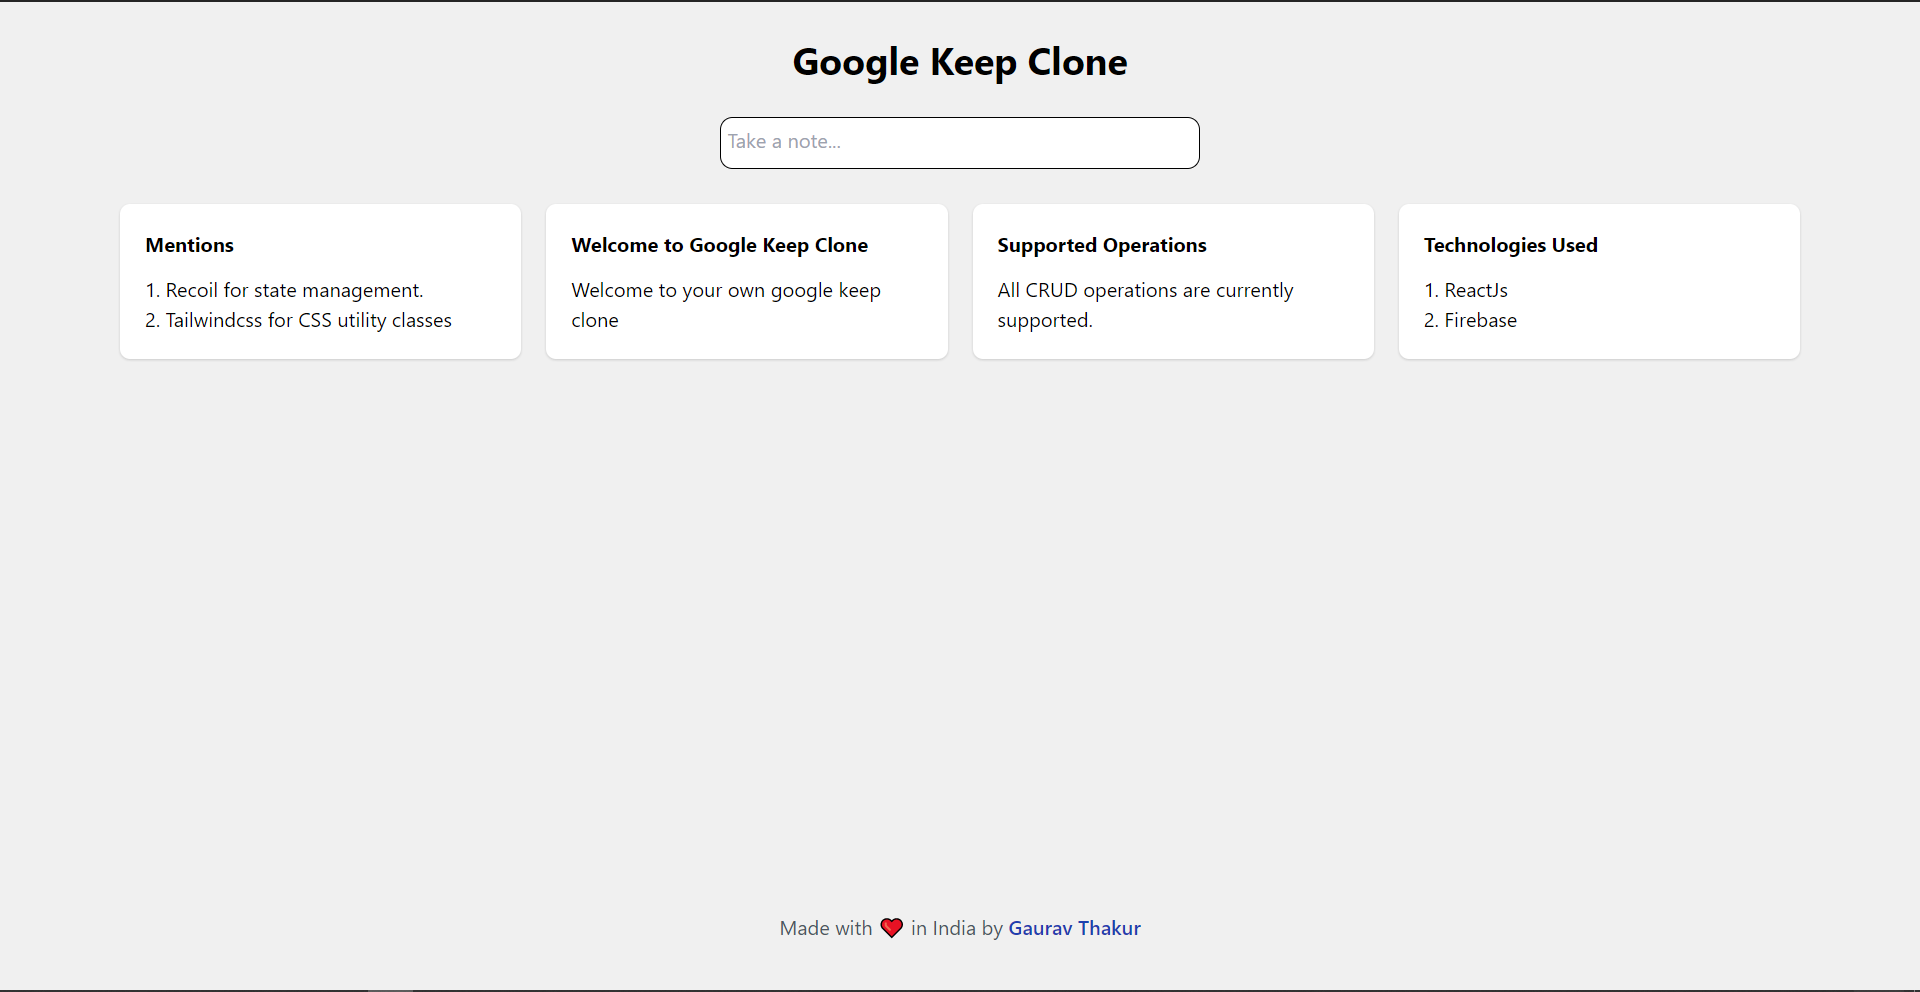 Google Keep Clone
Take a note...
Mentions
1. Recoil for state management.
2. Tailwindcss for CSS utility classes
Welcome to Google Keep Clone
Welcome to your own google keep
clone
Supported Operations
All CRUD operations are currently
supported.
Technologies Used
1. ReactJs
2. Firebase
Made with ❤️ in India by Gaurav Thakur